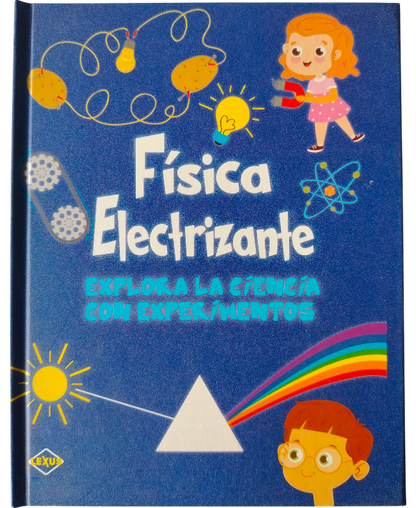 Física
Electrizante
EXPLORA LA CIENCIA
CON EXPERIMENTOS
LEXUS